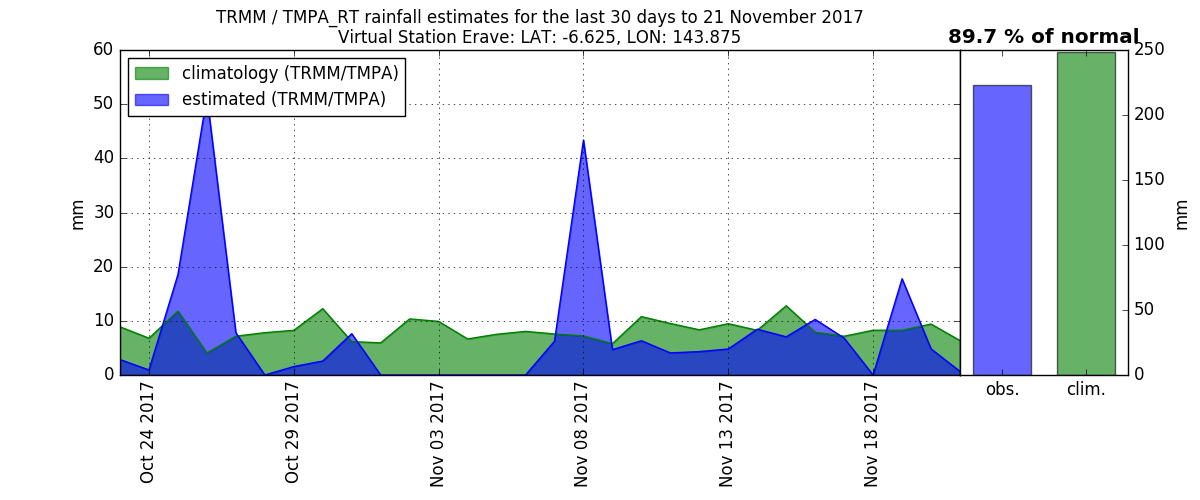 TRMM / TMPA_RT rainfall estimates for the last 30 days to 21 November 2017
Virtual Station Erave: LAT: -6.625, LON: 143.875
89.7 % of normal
climatology (TRMM/TMPA)
estimated (TRMM/TMPA)
60
50
40
30
20
10
0
mm
Oct 24 2017
Oct 29 2017
Nov 03 2017
Nov 08 2017
Nov 13 2017
Nov 18 2017
250
200
150
100
50
0
mm
obs.
clim.